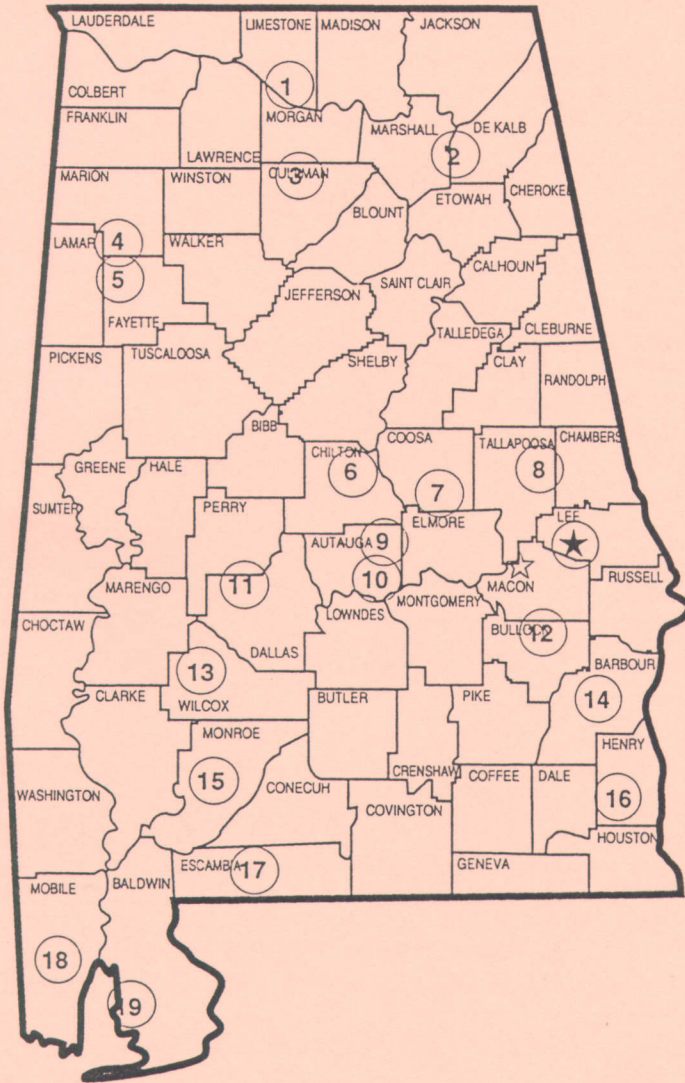 LAUDERDALE
LIMESTONE
MADISON
JACKSON
COLBERT
1
FRANKLIN
MORGAN
MARSHALL
DE KALB
LAWRENCE
2
MARION
WINSTON
CULLMAN
3
CHEROKEE
ETOWAH
BLOUNT
LAMAR
4
WALKER
5
CALHOUN
SAINT CLAIR
JEFFERSON
FAYETTE
TALLEDEGA
CLEBURNE
PICKENS
TUSCALOOSA
SHELBY
CLAY
RANDOLPH
BIBB
COOSA
CHAMBERS
TALLAPOOSA
CHILTON
GREENE
HALE
6
8
7
SUMTER
PERRY
LEE
ELMORE
AUTAUGA
9
MARENGO
11
10
MACON
RUSSELL
MONTGOMERY
LOWNDES
CHOCTAW
BULLOCK
12
DALLAS
BARBOUR
13
CLARKE
WILCOX
BUTLER
PIKE
14
MONROE
HENRY
15
CONECUH
CRENSHAW
COFFEE
DALE
WASHINGTON
16
COVINGTON
HOUSTON
ESCAMBIA
17
GENEVA
MOBILE
BALDWIN
18
19